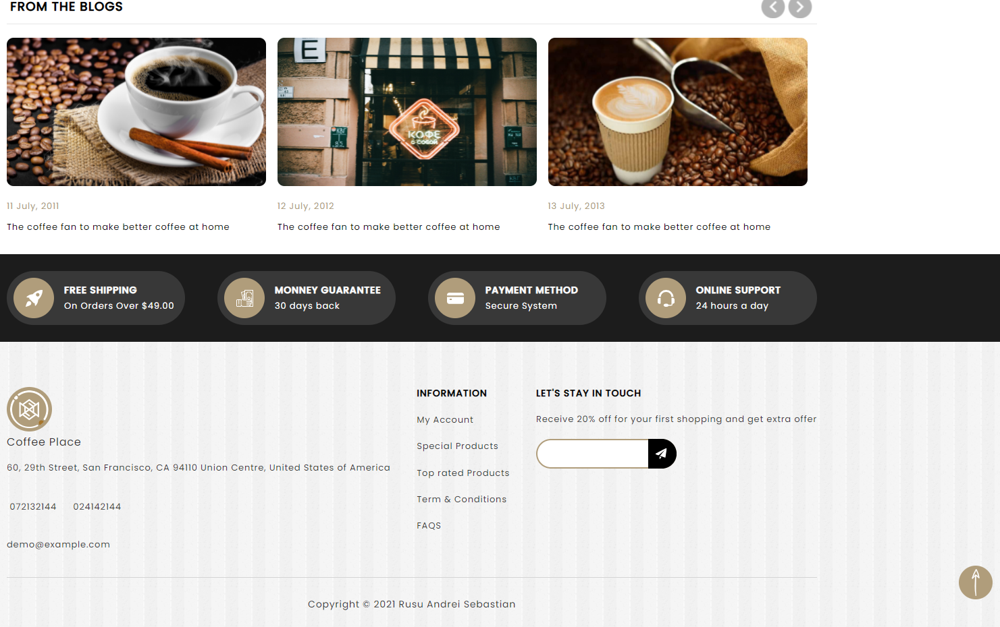 FROM THE BLOGS
E
КОФЕ
С СОБОЙ
11 July, 2011
12 July, 2012
13 July, 2013
The coffee fan to make better coffee at home
The coffee fan to make better coffee at home
The coffee fan to make better coffee at home
FREE SHIPPING
On Orders Over $49.00
MONNEY GUARANTEE
30 days back
PAYMENT METHOD
Secure System
ONLINE SUPPORT
24 hours a day
Coffee Place
60, 29th Street, San Francisco, CA 94110 Union Centre, United States of America
072132144 024142144
demo@example.com
INFORMATION
My Account
Special Products
Top rated Products
Term & Conditions
FAQS
LET'S STAY IN TOUCH
Receive 20% off for your first shopping and get extra offer
Copyright © 2021 Rusu Andrei Sebastian